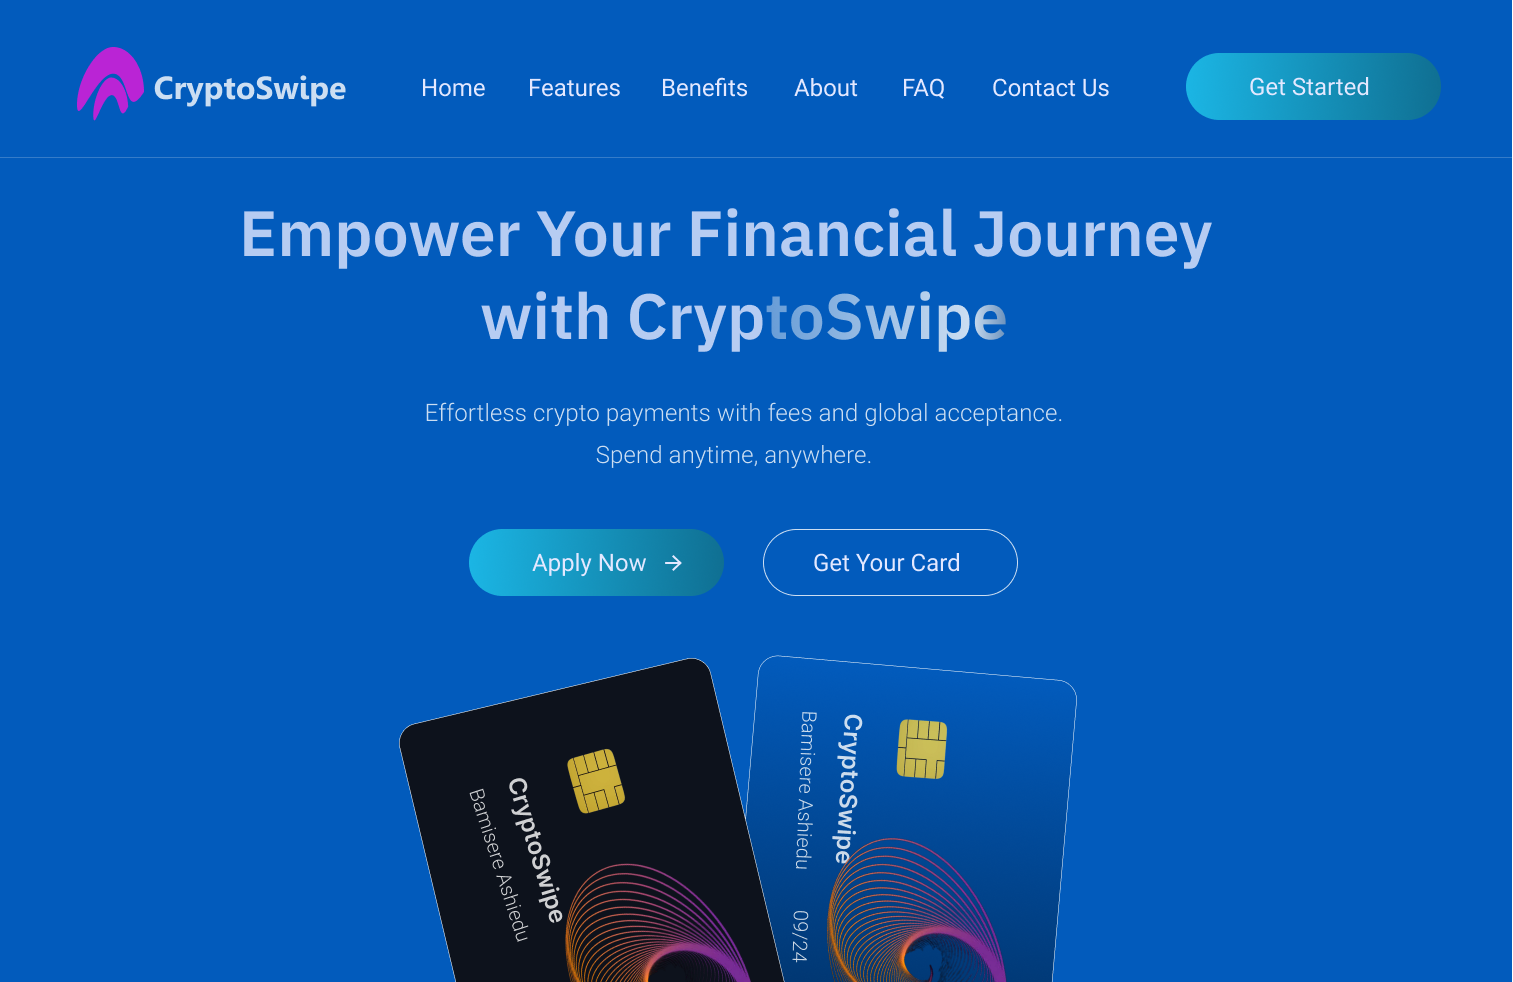 CryptoSwipe
Home
Features
Benefits
About
FAQ
Contact Us
Get Started
Empower Your Financial Journey
with CryptoSwipe
Effortless crypto payments with fees and global acceptance.
Spend anytime, anywhere.
Apply Now
Get Your Card
CryptoSwipe
Bamisere Ashiedu
CryptoSwipe
Bamisere Ashiedu
09/24